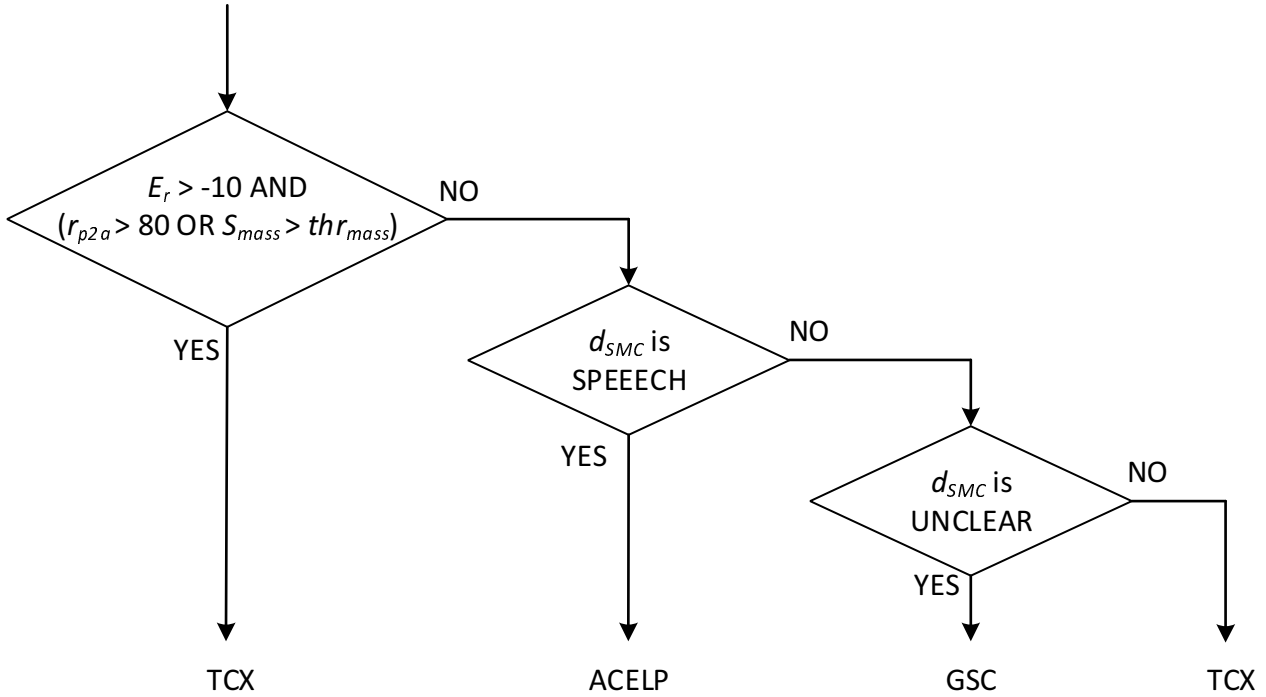 E_r > -10 AND
(r_p2a > 80 OR S_mass > thr_mass)
NO
YES
d_SMC is
SPEEECH
NO
YES
d_SMC is
UNCLEAR
NO
YES
TCX
ACELP
GSC
TCX